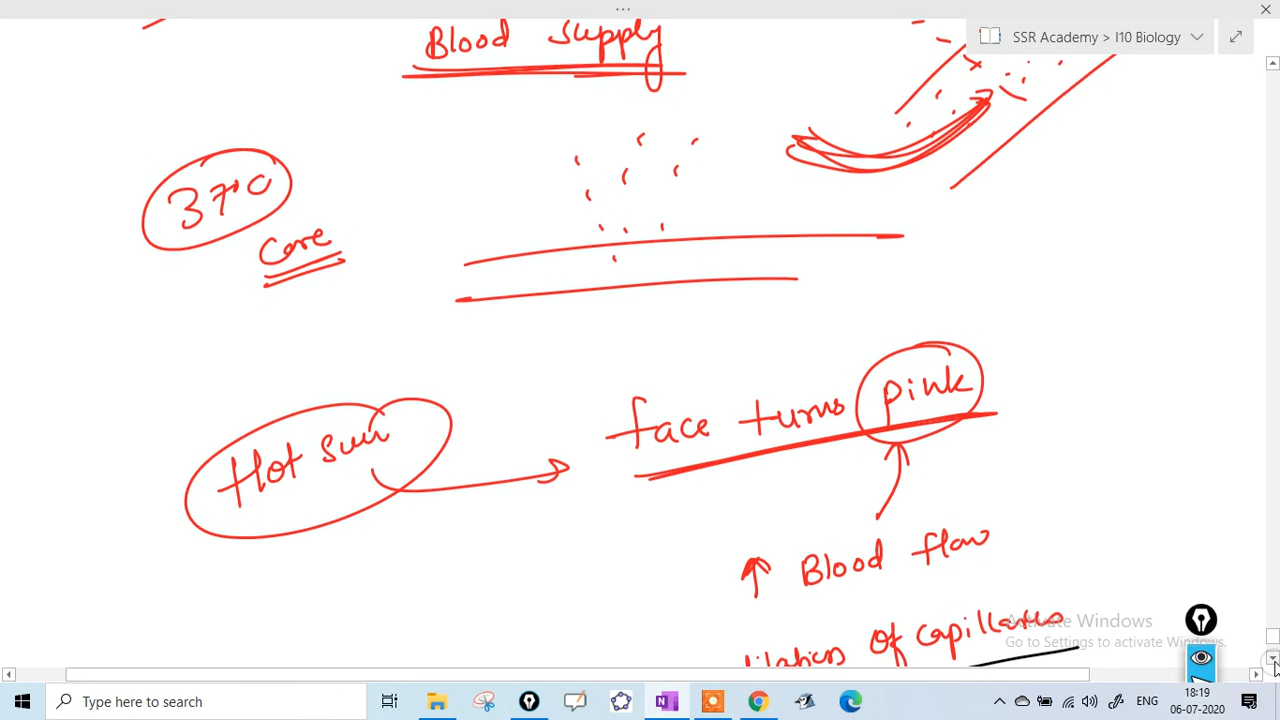 SSR Academy > I10 Biology
Blood Supply
37°C
Core
Hot sun
face turns pink
Blood flow
dilation of capillaries
Activate Windows
Go to Settings to activate Windows.
Type here to search
ENG
18:19
06-07-2020